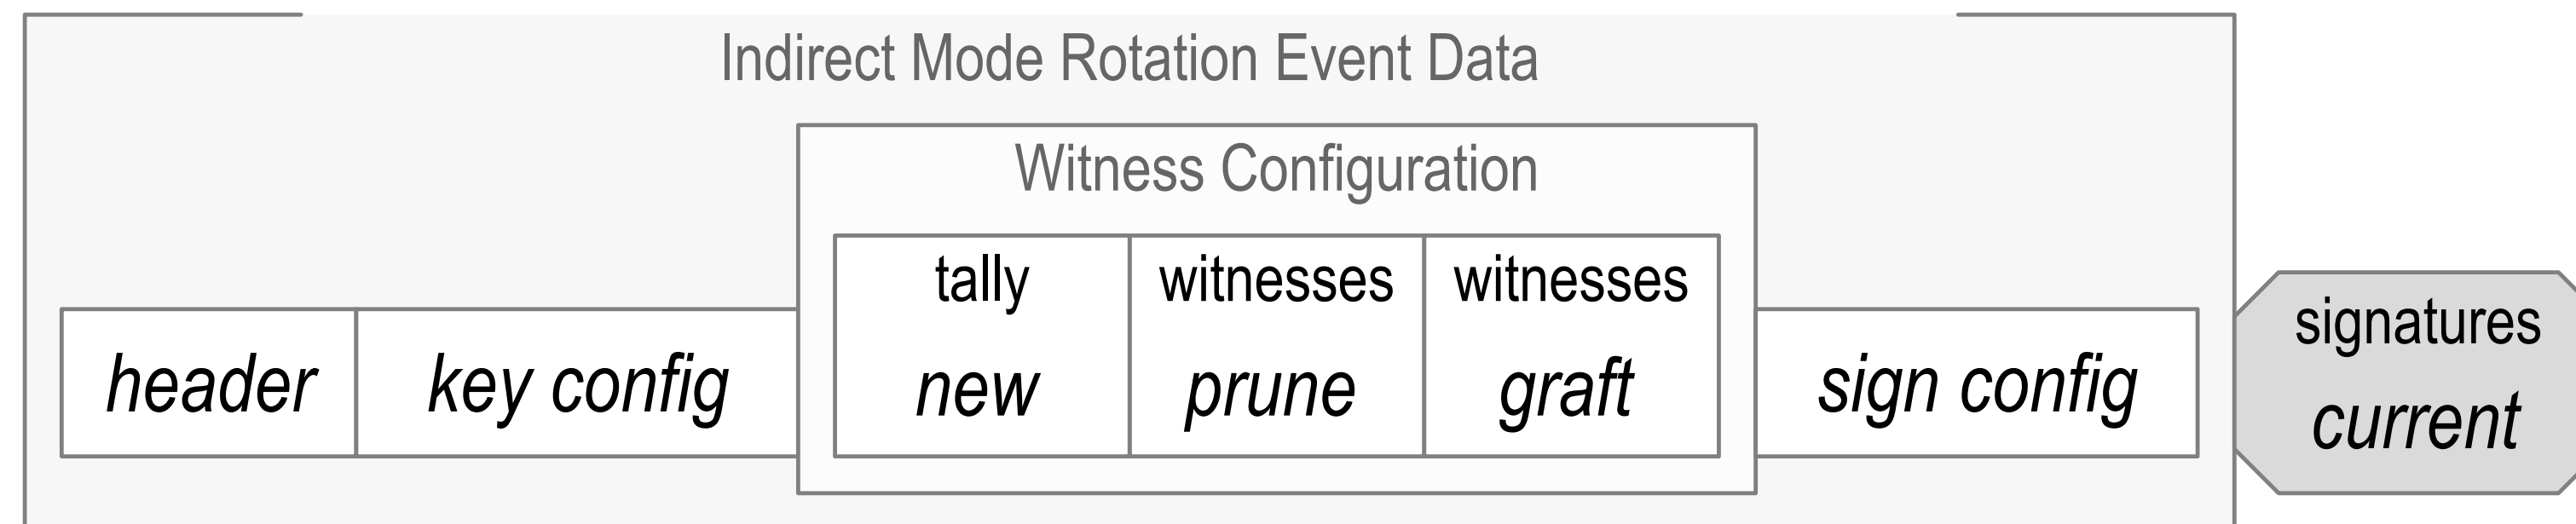 Indirect Mode Rotation Event Data
Witness Configuration
tally witnesses witnesses
signatures
header key config new prune graft sign config
current